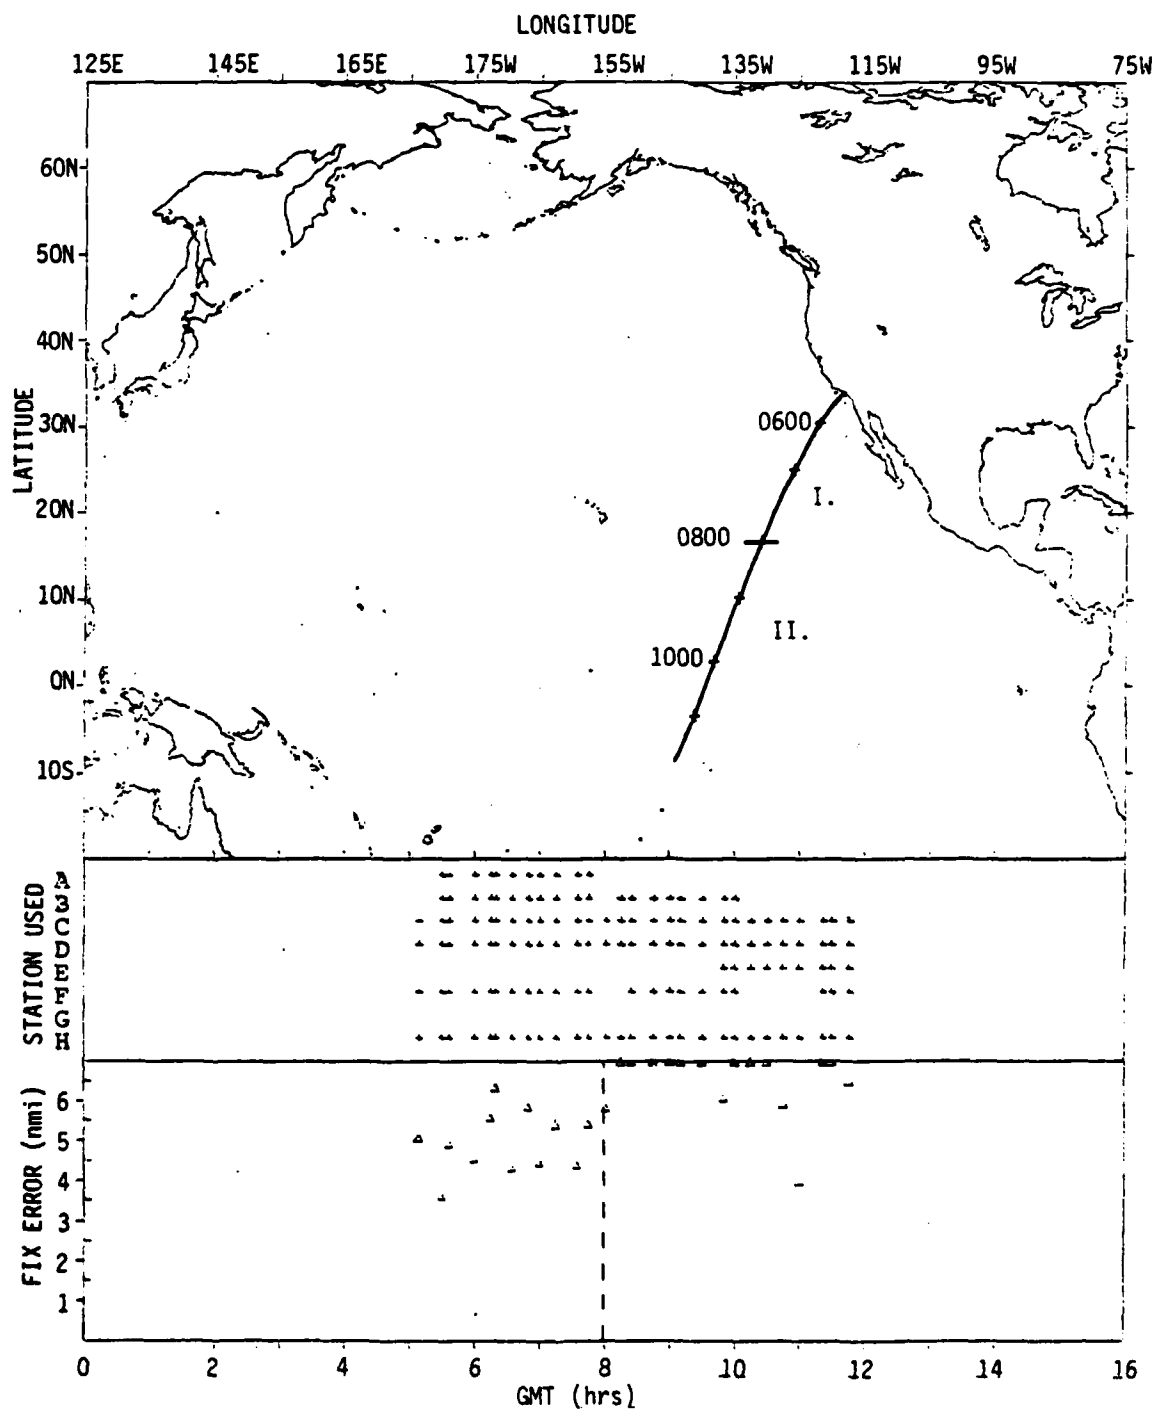 LONGITUDE
125E 145E 165E 175W 155W 135W 115W 95W 75W
LATITUDE
60N
50N
40N
30N
20N
10N
0N
10S
0600
I.
0800
II.
1000
STATION USED
A
B
C
D
E
F
G
H
FIX ERROR (nmi)
6
5
4
3
2
1
0 2 4 6 8 10 12 14 16
GMT (hrs)